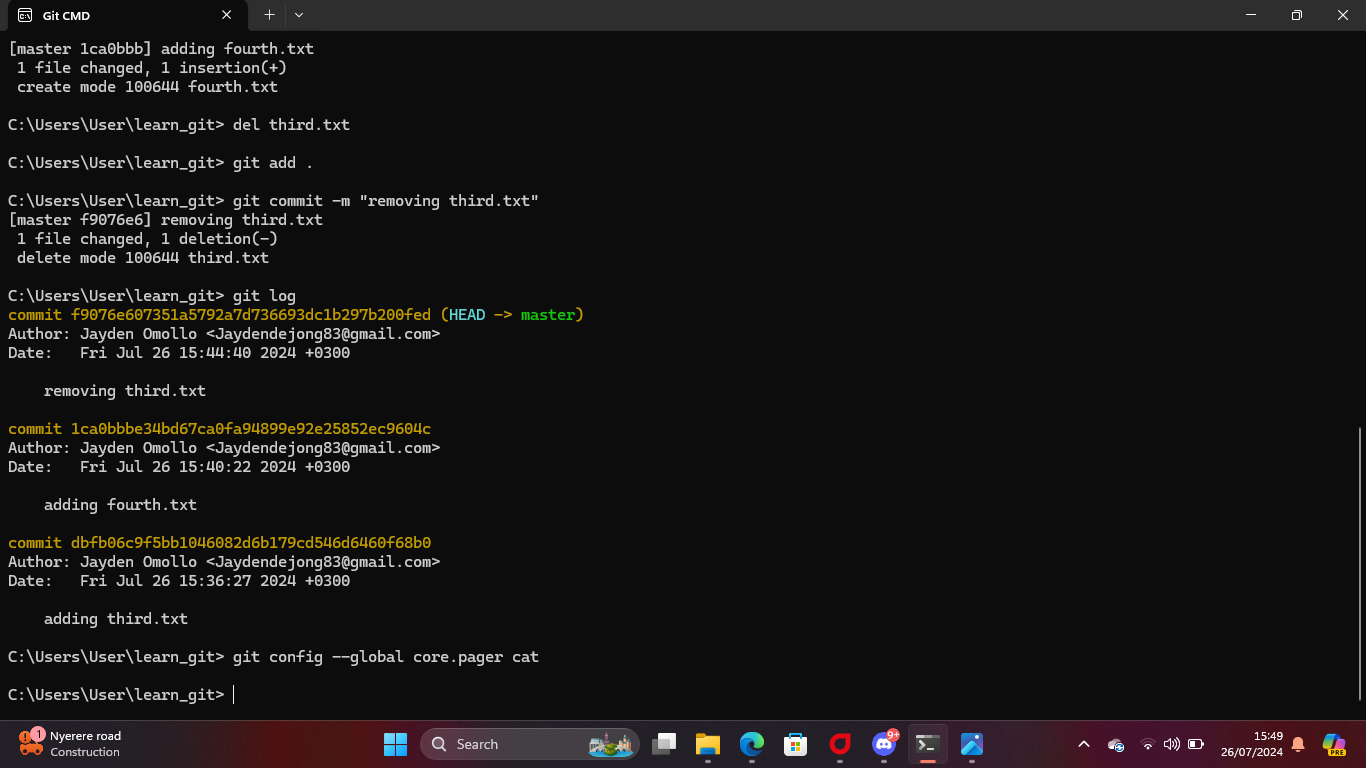 Git CMD
[master 1ca0bbb] adding fourth.txt
 1 file changed, 1 insertion(+)
 create mode 100644 fourth.txt
C:\Users\User\learn_git> del third.txt
C:\Users\User\learn_git> git add .
C:\Users\User\learn_git> git commit -m "removing third.txt"
[master f9076e6] removing third.txt
 1 file changed, 1 deletion(-)
 delete mode 100644 third.txt
C:\Users\User\learn_git> git log
commit f9076e607351a5792a7d736693dc1b297b200fed (HEAD -> master)
Author: Jayden Omollo <Jaydendejong83@gmail.com>
Date:   Fri Jul 26 15:44:40 2024 +0300
    removing third.txt
commit 1ca0bbbe34bd67ca0fa94899e92e25852ec9604c
Author: Jayden Omollo <Jaydendejong83@gmail.com>
Date:   Fri Jul 26 15:40:22 2024 +0300
    adding fourth.txt
commit dbfb06c9f5bb1046082d6b179cd546d6460f68b0
Author: Jayden Omollo <Jaydendejong83@gmail.com>
Date:   Fri Jul 26 15:36:27 2024 +0300
    adding third.txt
C:\Users\User\learn_git> git config --global core.pager cat
C:\Users\User\learn_git>
1
Nyerere road
Construction
Search
9+
15:49
26/07/2024
PRE